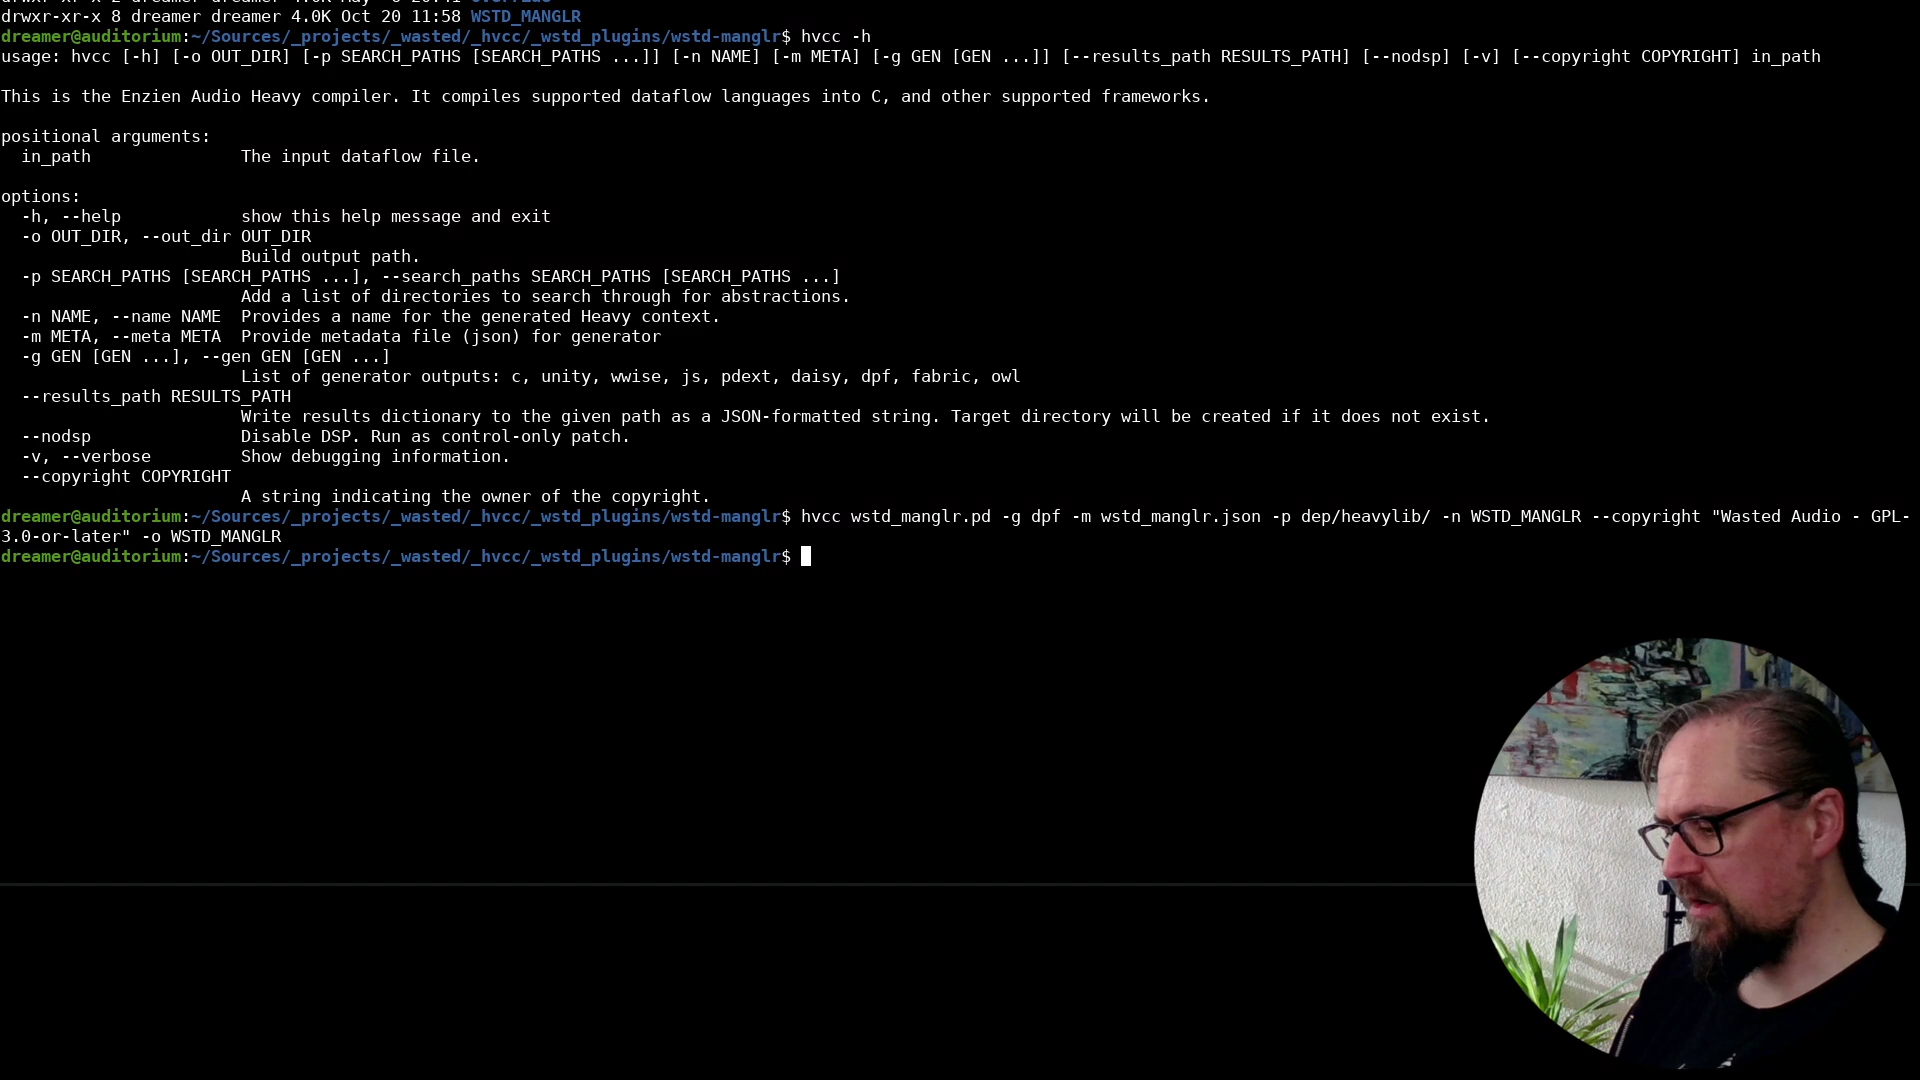 drwxr-xr-x 8 dreamer dreamer 4.0K Oct 20 11:58 WSTD_MANGLR
dreamer@auditorium:~/Sources/_projects/_wasted/_hvcc/_wstd_plugins/wstd-manglr$ hvcc -h
usage: hvcc [-h] [-o OUT_DIR] [-p SEARCH_PATHS [SEARCH_PATHS ...]] [-n NAME] [-m META] [-g GEN [GEN ...]] [--results_path RESULTS_PATH] [--nodsp] [-v] [--copyright COPYRIGHT] in_path
This is the Enzien Audio Heavy compiler. It compiles supported dataflow languages into C, and other supported frameworks.
positional arguments:
in_path The input dataflow file.
options:
-h, --help show this help message and exit
-o OUT_DIR, --out_dir OUT_DIR
Build output path.
-p SEARCH_PATHS [SEARCH_PATHS ...], --search_paths SEARCH_PATHS [SEARCH_PATHS ...]
Add a list of directories to search through for abstractions.
-n NAME, --name NAME Provides a name for the generated Heavy context.
-m META, --meta META Provide metadata file (json) for generator
-g GEN [GEN ...], --gen GEN [GEN ...]
List of generator outputs: c, unity, wwise, js, pdext, daisy, dpf, fabric, owl
--results_path RESULTS_PATH
Write results dictionary to the given path as a JSON-formatted string. Target directory will be created if it does not exist.
--nodsp Disable DSP. Run as control-only patch.
-v, --verbose Show debugging information.
--copyright COPYRIGHT
A string indicating the owner of the copyright.
dreamer@auditorium:~/Sources/_projects/_wasted/_hvcc/_wstd_plugins/wstd-manglr$ hvcc wstd_manglr.pd -g dpf -m wstd_manglr.json -p dep/heavylib/ -n WSTD_MANGLR --copyright "Wasted Audio - GPL-
3.0-or-later" -o WSTD_MANGLR
dreamer@auditorium:~/Sources/_projects/_wasted/_hvcc/_wstd_plugins/wstd-manglr$